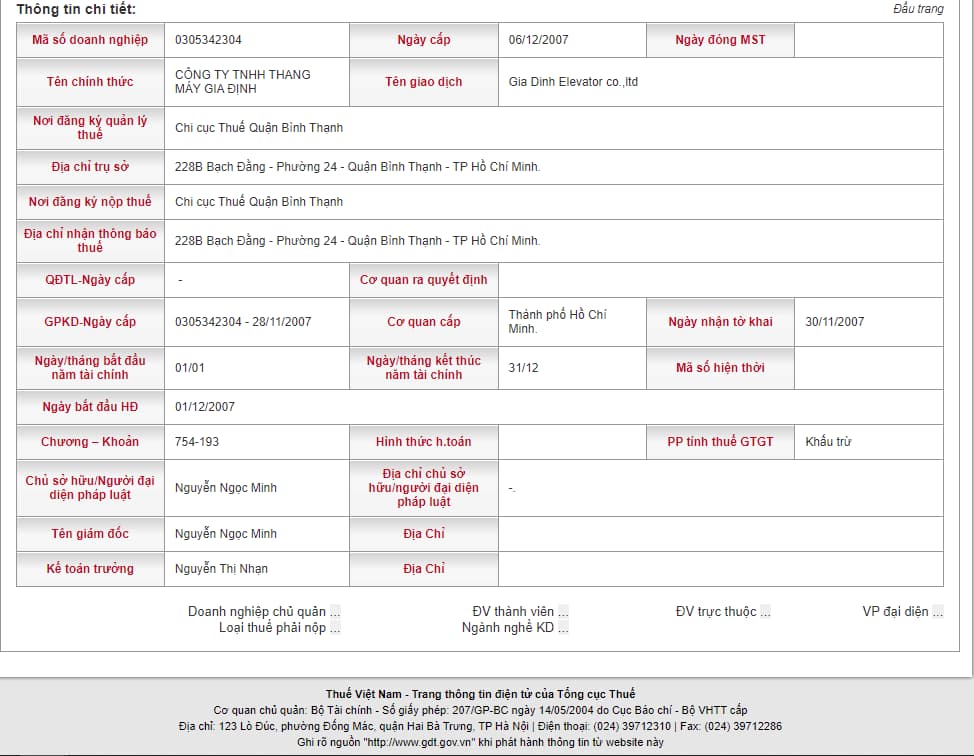 Thông tin chi tiết:
Đầu trang
Mã số doanh nghiệp 0305342304 Ngày cấp 06/12/2007 Ngày đóng MST
Tên chính thức CÔNG TY TNHH THANG MÁY GIA ĐỊNH Tên giao dịch Gia Dinh Elevator co.,ltd
Nơi đăng ký quản lý thuế Chi cục Thuế Quận Bình Thạnh
Địa chỉ trụ sở 228B Bạch Đằng - Phường 24 - Quận Bình Thạnh - TP Hồ Chí Minh.
Nơi đăng ký nộp thuế Chi cục Thuế Quận Bình Thạnh
Địa chỉ nhận thông báo thuế 228B Bạch Đằng - Phường 24 - Quận Bình Thạnh - TP Hồ Chí Minh.
QĐTL-Ngày cấp - Cơ quan ra quyết định
GPKD-Ngày cấp 0305342304 - 28/11/2007 Cơ quan cấp Thành phố Hồ Chí Minh. Ngày nhận tờ khai 30/11/2007
Ngày/tháng bắt đầu năm tài chính 01/01 Ngày/tháng kết thúc năm tài chính 31/12 Mã số hiện thời
Ngày bắt đầu HĐ 01/12/2007
Chương – Khoản 754-193 Hình thức h.toán PP tính thuế GTGT Khấu trừ
Chủ sở hữu/Người đại diện pháp luật Nguyễn Ngọc Minh Địa chỉ chủ sở hữu/người đại diện pháp luật -.
Tên giám đốc Nguyễn Ngọc Minh Địa Chỉ
Kế toán trưởng Nguyễn Thị Nhạn Địa Chỉ
Doanh nghiệp chủ quản ... ĐV thành viên ... ĐV trực thuộc ... VP đại diện ...
Loại thuế phải nộp ... Ngành nghề KD ...
Thuế Việt Nam - Trang thông tin điện tử của Tổng cục Thuế
Cơ quan chủ quản: Bộ Tài chính - Số giấy phép: 207/GP-BC ngày 14/05/2004 do Cục Báo chí - Bộ VHTT cấp
Địa chỉ: 123 Lò Đúc, phường Đống Mác, quận Hai Bà Trưng, TP Hà Nội | Điện thoại: (024) 39712310 | Fax: (024) 39712286
Ghi rõ nguồn "http://www.gdt.gov.vn" khi phát hành thông tin từ website này